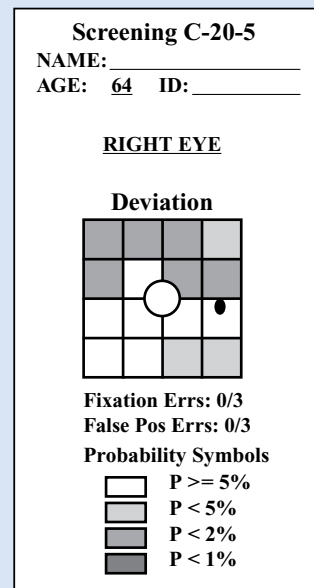 Screening C-20-5
NAME:
AGE: 64 ID:
RIGHT EYE
Deviation
Fixation Errs: 0/3
False Pos Errs: 0/3
Probability Symbols
P >= 5%
P < 5%
P < 2%
P < 1%